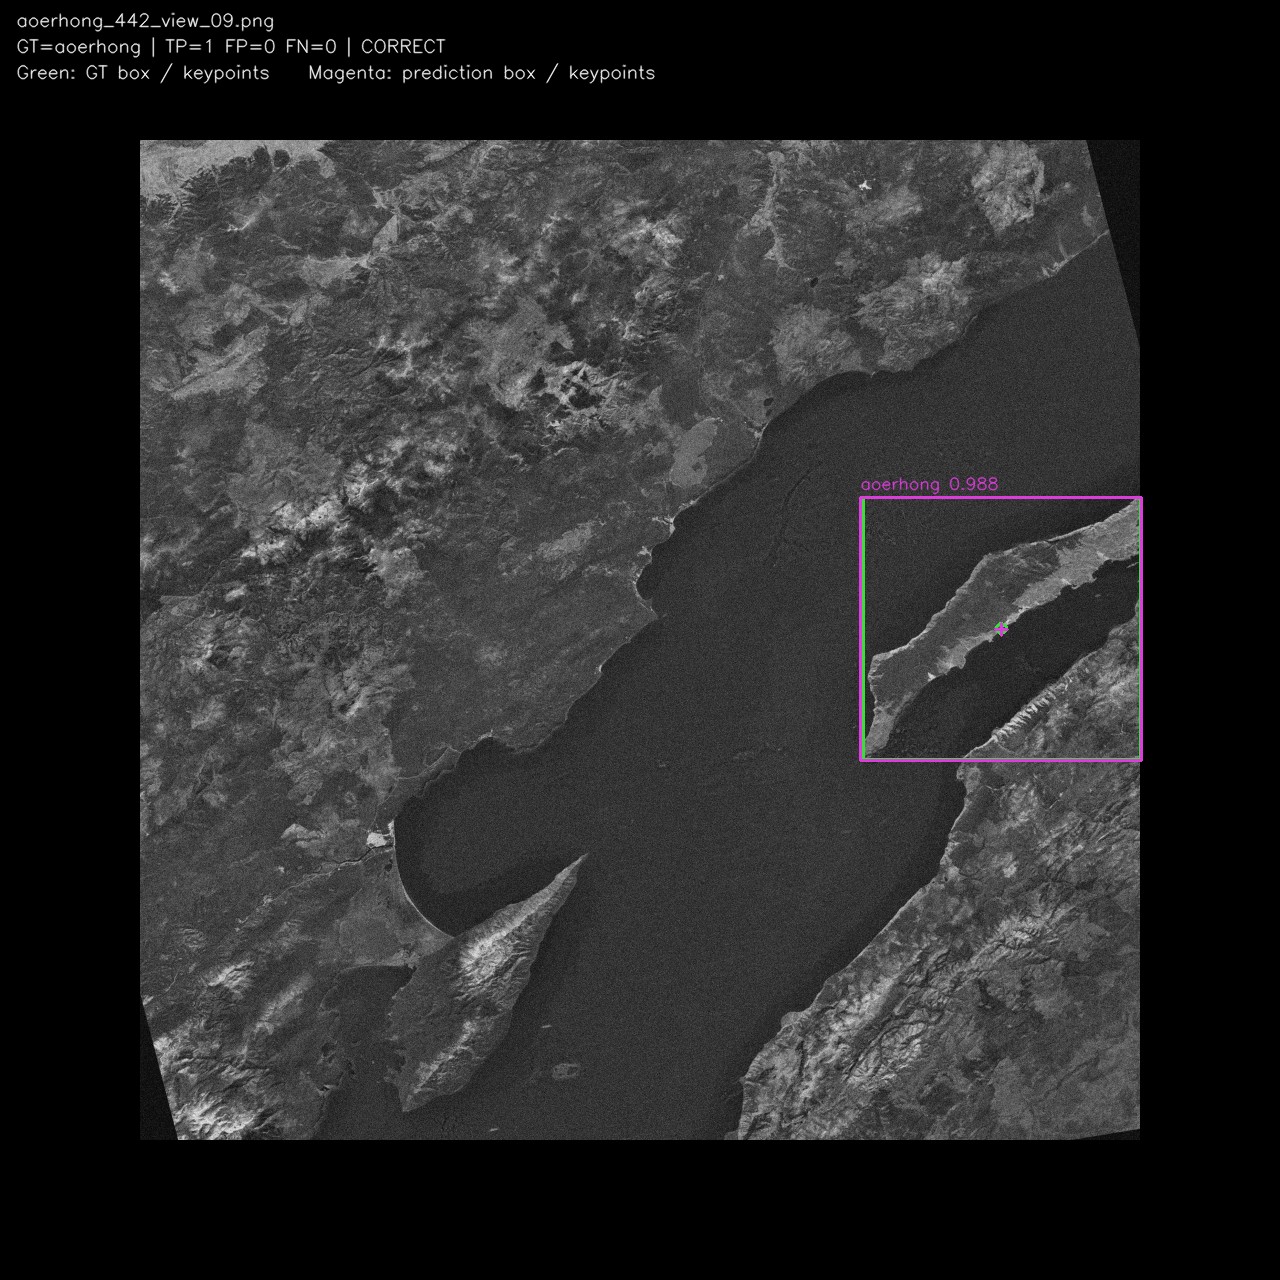 aoerhong_442_view_09.png
GT=aoerhong | TP=1 FP=0 FN=0 | CORRECT
Green: GT box / keypoints    Magenta: prediction box / keypoints
aoerhong 0.988